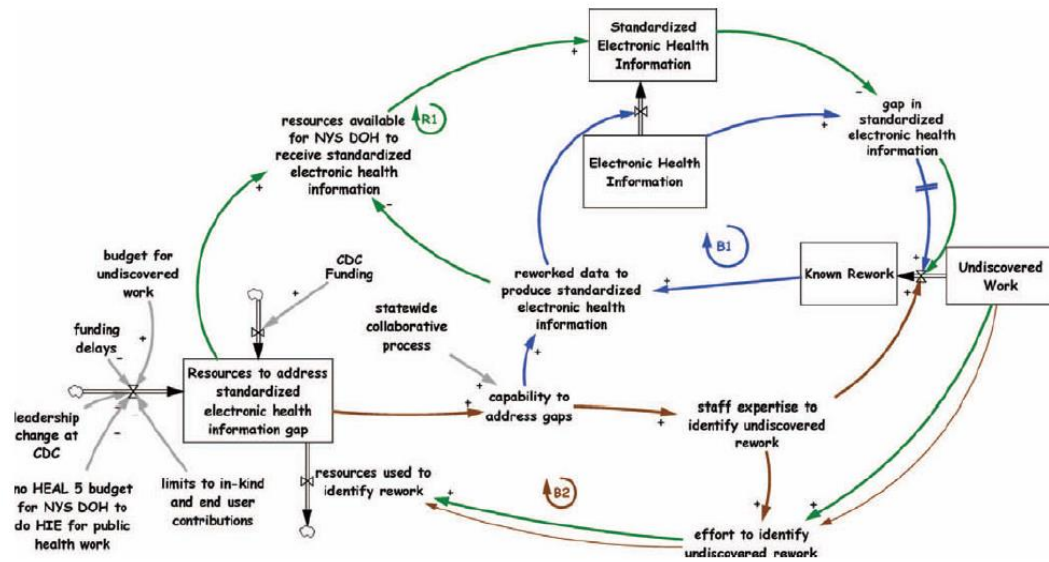 Standardized
Electronic Health
Information
+
−
gap in
standardized
electronic health
information
+
R1
resources available
for NYS DOH to
receive standardized
electronic health
information
+
−
Electronic Health
Information
B1
budget for
undiscovered
work
CDC
Funding
+
reworked data to
produce standardized
electronic health
information
+
+
Known Rework
+
+
Undiscovered
Work
statewide
collaborative
process
+
funding
delays
+
−
Resources to address
standardized
electronic health
information gap
+
capability to
address gaps
+
staff expertise to
identify undiscovered
rework
leadership
change at
CDC
−
−
no HEAL 5 budget
for NYS DOH to
do HIE for public
health work
limits to in-kind
and end user
contributions
resources used to
identify rework
+
B2
+
+
effort to identify
undiscovered rework